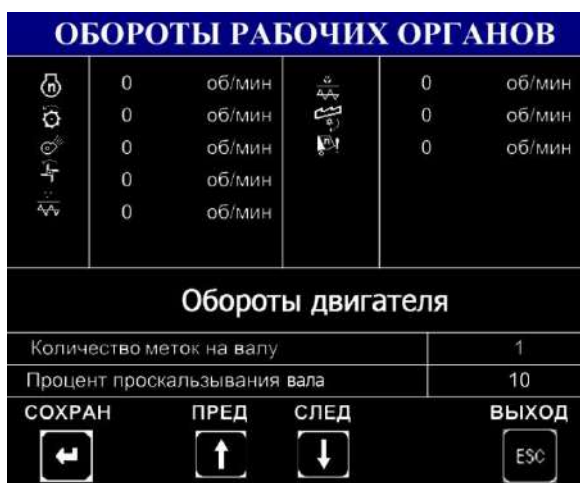 ОБОРОТЫ РАБОЧИХ ОРГАНОВ
n 0 об/мин 0 об/мин
0 об/мин 0 об/мин
0 об/мин n! 0 об/мин
0 об/мин
0 об/мин
Обороты двигателя
Количество меток на валу 1
Процент проскальзывания вала 10
СОХРАН ПРЕД СЛЕД ВЫХОД
ESC